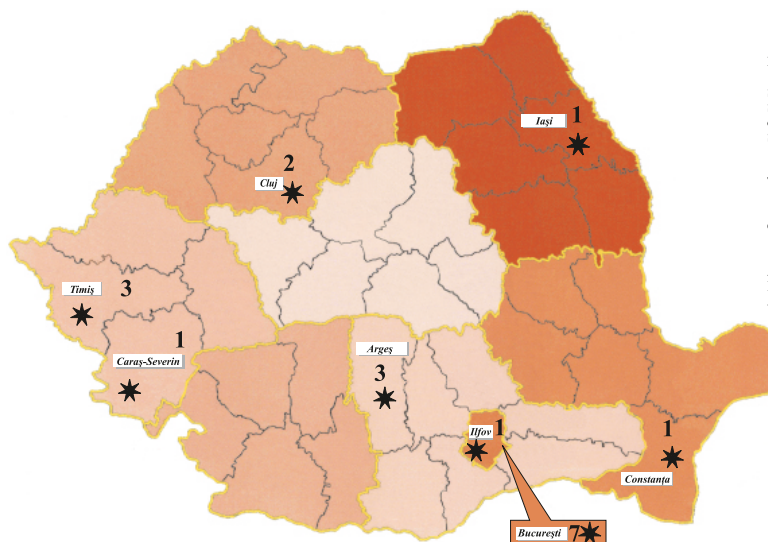 Iaşi 1
2
Cluj
Timiş 3
1
Caraş-Severin
Argeş
3
Ilfov 1
1
Constanţa
Bucureşti 7